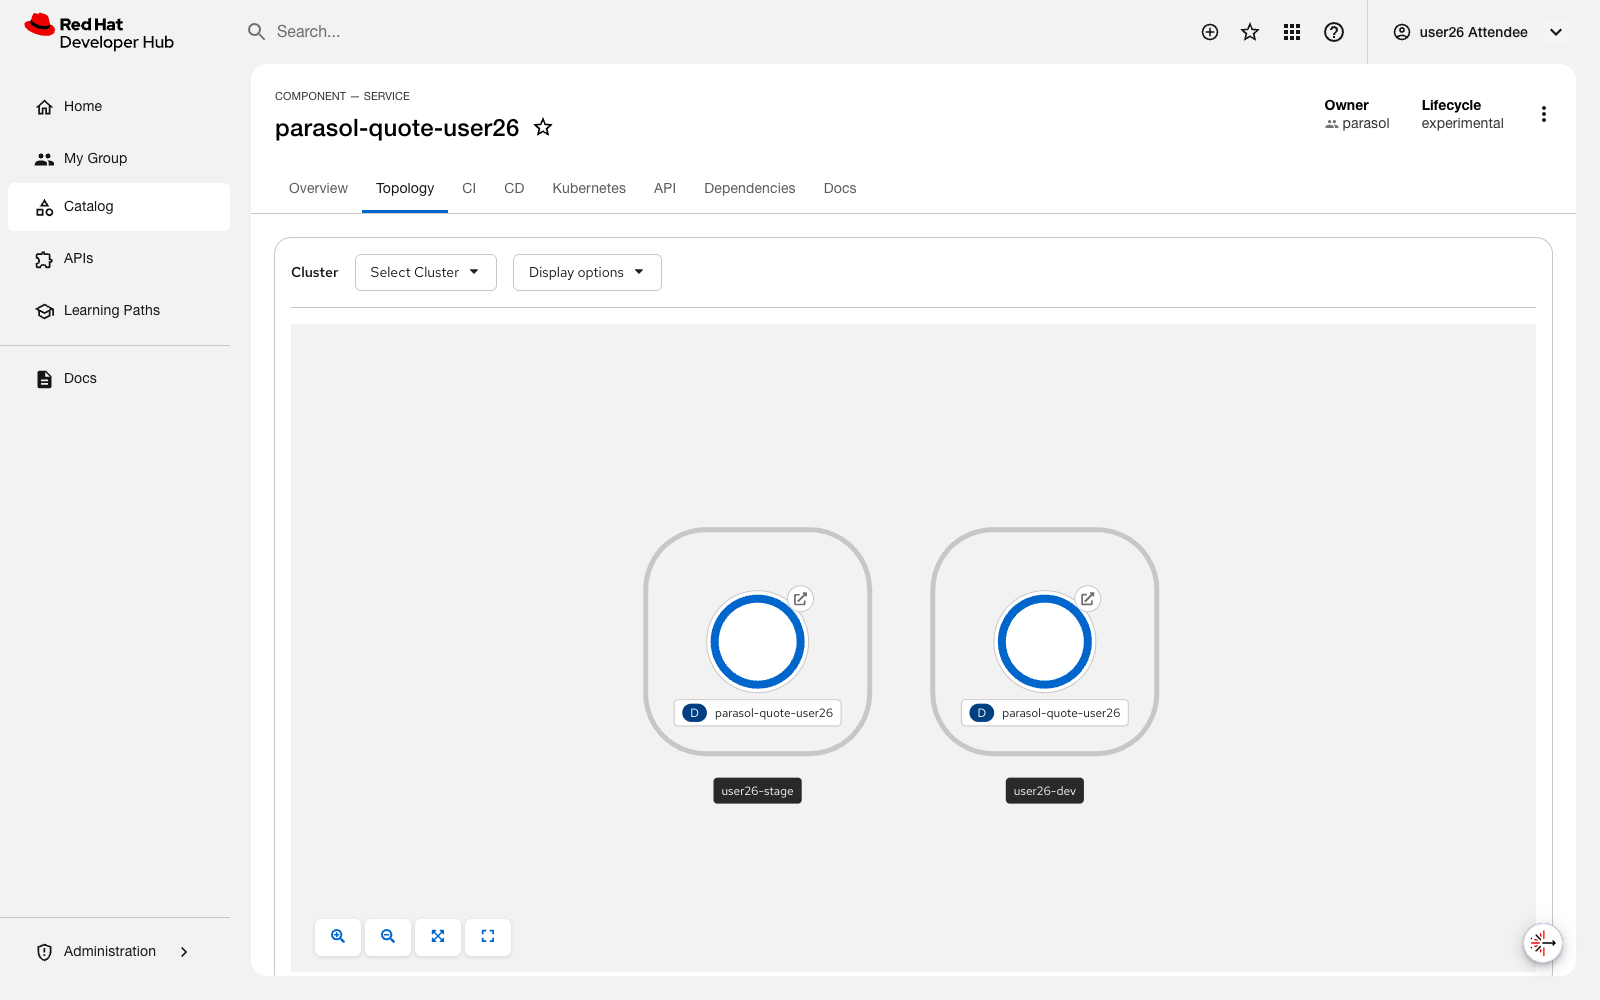 Red Hat
Developer Hub
Search...
user26 Attendee
Home
My Group
Catalog
APIs
Learning Paths
Docs
Administration
COMPONENT — SERVICE
parasol-quote-user26
Owner
parasol
Lifecycle
experimental
Overview
Topology
CI
CD
Kubernetes
API
Dependencies
Docs
Cluster
Select Cluster
Display options
D parasol-quote-user26
user26-stage
D parasol-quote-user26
user26-dev